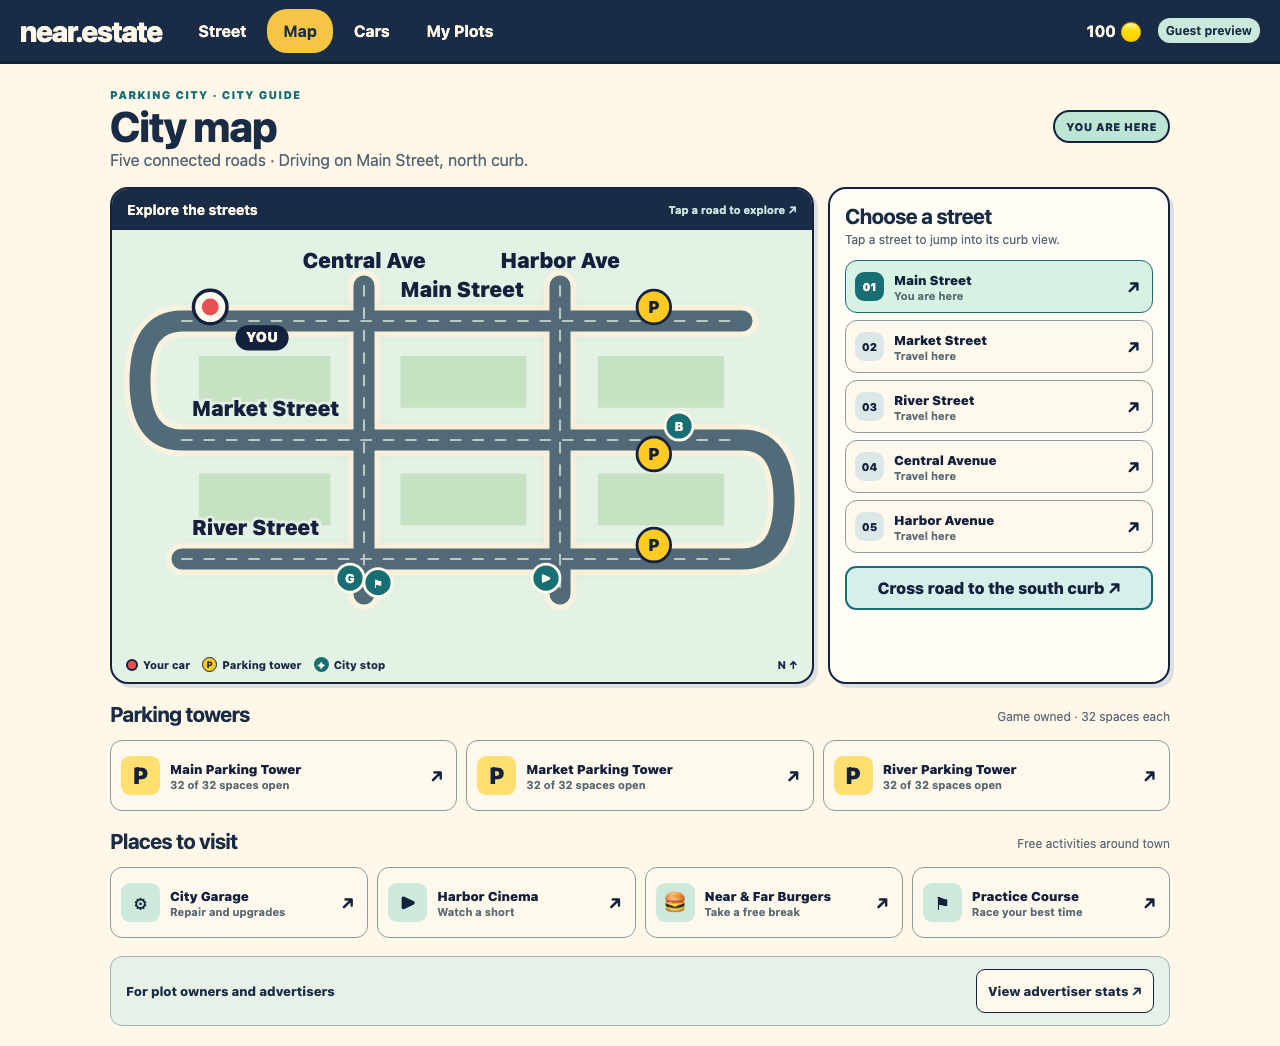 near.estate Street Map Cars My Plots 100 Guest preview
PARKING CITY · CITY GUIDE
City map
YOU ARE HERE
Five connected roads · Driving on Main Street, north curb.
Explore the streets Tap a road to explore ↗
Central Ave Harbor Ave
Main Street
P
YOU
Market Street
B
P
River Street
P
G
Your car P Parking tower City stop N ↑
Choose a street
Tap a street to jump into its curb view.
01 Main Street ↗
You are here
02 Market Street ↗
Travel here
03 River Street ↗
Travel here
04 Central Avenue ↗
Travel here
05 Harbor Avenue ↗
Travel here
Cross road to the south curb ↗
Parking towers Game owned · 32 spaces each
P Main Parking Tower ↗
32 of 32 spaces open
P Market Parking Tower ↗
32 of 32 spaces open
P River Parking Tower ↗
32 of 32 spaces open
Places to visit Free activities around town
City Garage ↗
Repair and upgrades
Harbor Cinema ↗
Watch a short
Near & Far Burgers ↗
Take a free break
Practice Course ↗
Race your best time
For plot owners and advertisers View advertiser stats ↗